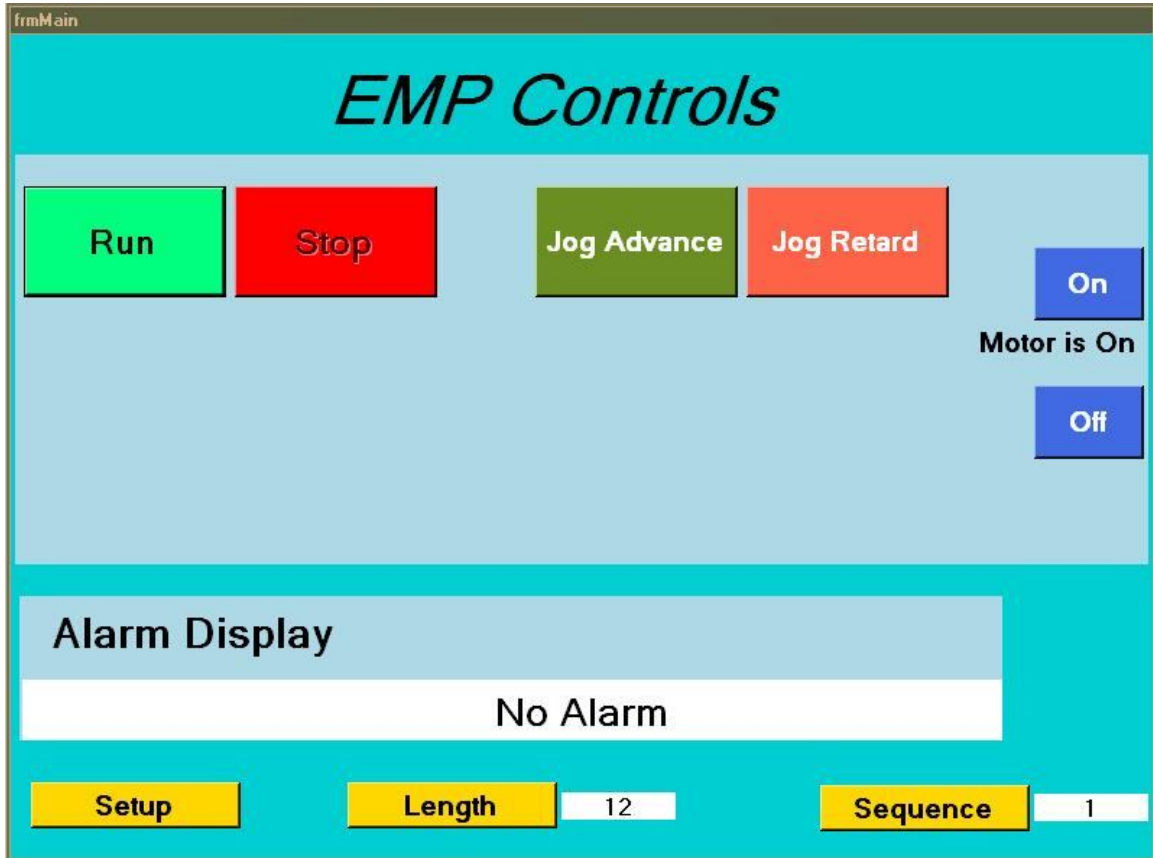 frmMain
EMP Controls
Run
Stop
Jog Advance
Jog Retard
On
Motor is On
Off
Alarm Display
No Alarm
Setup
Length
12
Sequence
1